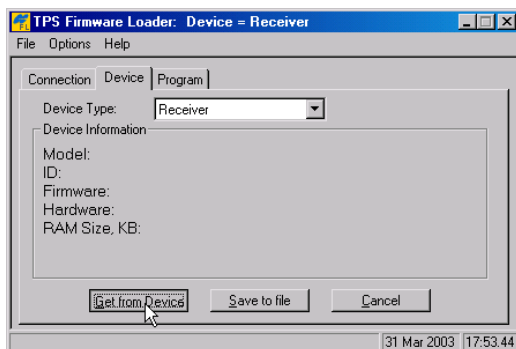 TPS Firmware Loader: Device = Receiver
File Options Help
Connection Device Program
Device Type: Receiver
Device Information
Model:
ID:
Firmware:
Hardware:
RAM Size, KB:
Get from Device Save to file Cancel
31 Mar 2003 17:53.44